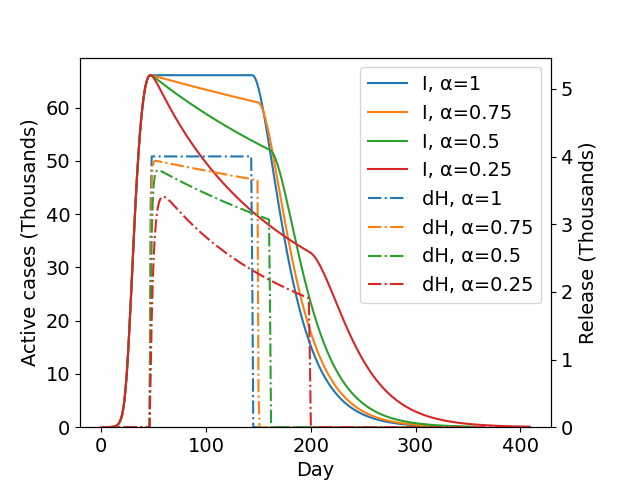 I, α=1
I, α=0.75
I, α=0.5
I, α=0.25
dH, α=1
dH, α=0.75
dH, α=0.5
dH, α=0.25
Active cases (Thousands)
60
50
40
30
20
10
0
Release (Thousands)
5
4
3
2
1
0
0 100 200 300 400
Day